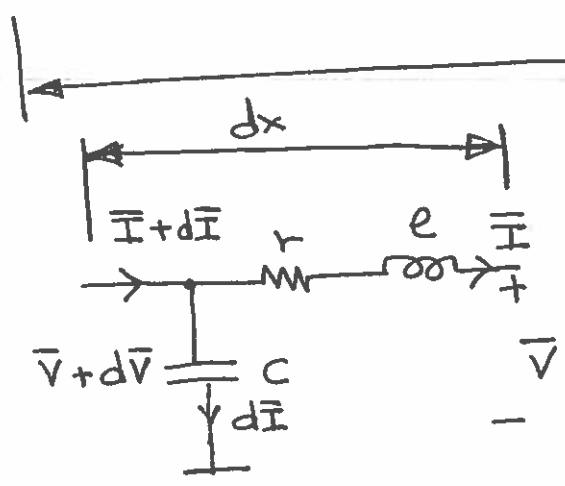 dx
I̅ + dI̅
r
l
I̅
+
V̅ + dV̅
C
V̅
dI̅
−